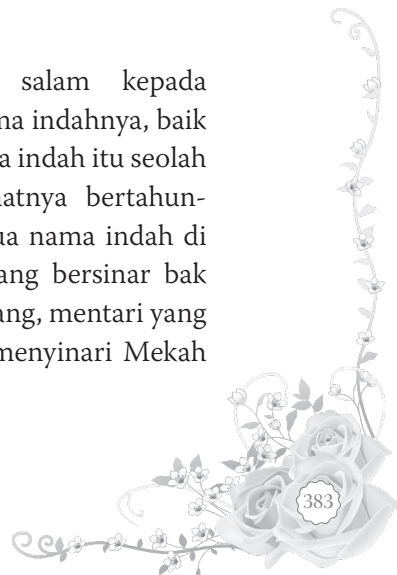 salam kepada
ma indahnya, baik
a indah itu seolah
natnya bertahun-
ua nama indah di
ang bersinar bak
ang, mentari yang
menyinari Mekah
383